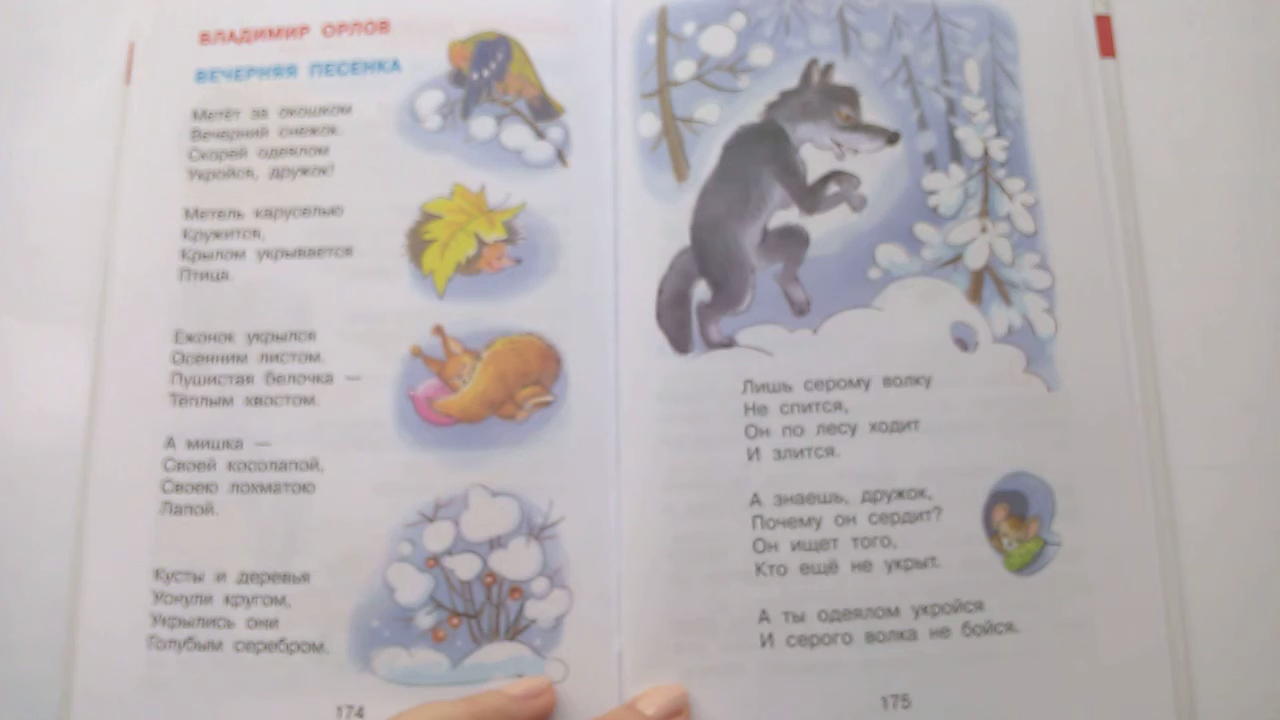 ВЛАДИМИР ОРЛОВ
ВЕЧЕРНЯЯ ПЕСЕНКА
Метёт за окошком
Вечерний снежок.
Скорей одеялом
Укройся, дружок!
Метель каруселью
Кружится,
Крылом укрывается
Птица.
Ежонок укрылся
Осенним листом.
Пушистая белочка —
Тёплым хвостом.
А мишка —
Своей косолапой,
Своею лохматою
Лапой.
Кусты и деревья
Уснули кругом,
Укрылись они
Голубым серебром.
174
Лишь серому волку
Не спится,
Он по лесу ходит
И злится.
А знаешь, дружок,
Почему он сердит?
Он ищет того,
Кто ещё не укрыт.
А ты одеялом укройся
И серого волка не бойся.
175